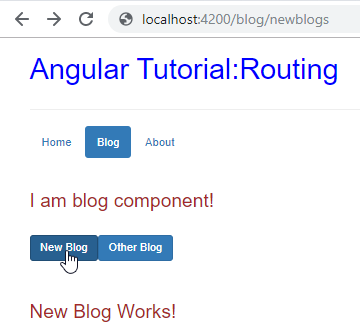 localhost:4200/blog/newblogs
Angular Tutorial:Routing
Home Blog About
I am blog component!
New Blog Other Blog
New Blog Works!